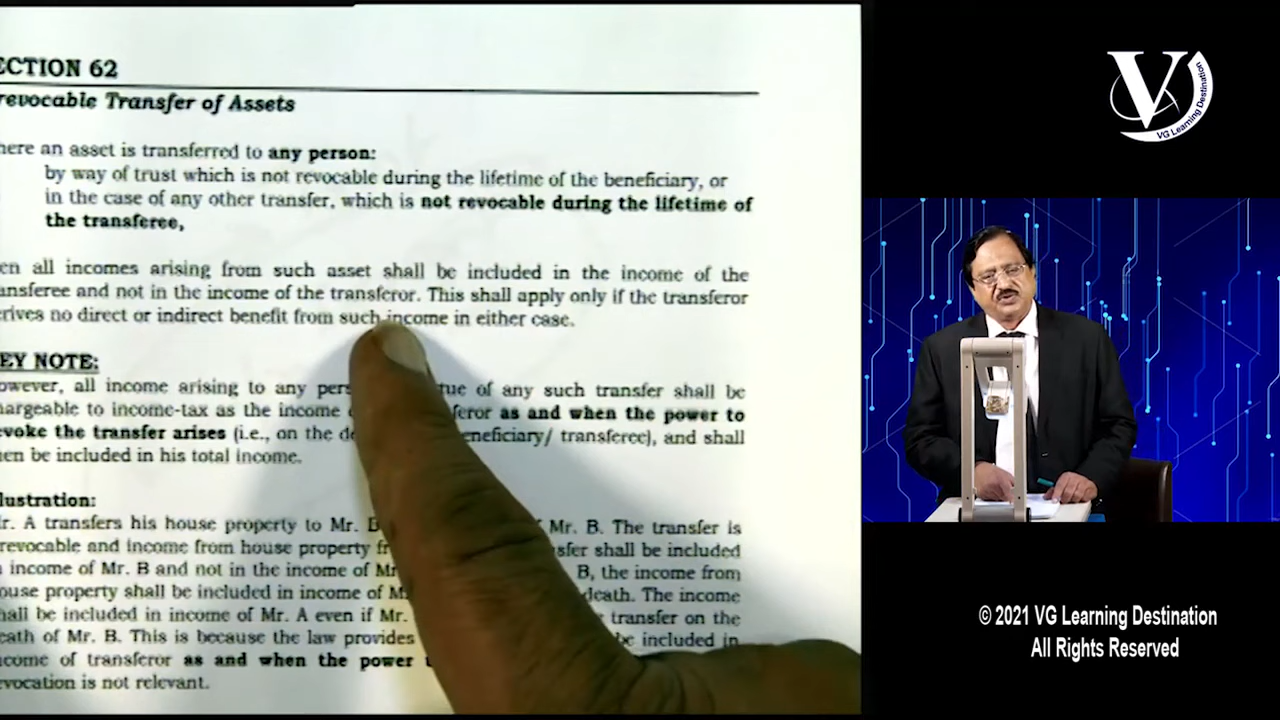 ECTION 62
revocable Transfer of Assets
here an asset is transferred to any person:
by way of trust which is not revocable during the lifetime of the beneficiary, or
in the case of any other transfer, which is not revocable during the lifetime of
the transferee,
en all incomes arising from such asset shall be included in the income of the
ansferee and not in the income of the transferor. This shall apply only if the transferor
erives no direct or indirect benefit from such income in either case.
EY NOTE:
owever, all income arising to any pers tue of any such transfer shall be
hargeable to income-tax as the income feror as and when the power to
evoke the transfer arises (i.e., on the de eneficiary/ transferee), and shall
en be included in his total income.
llustration:
r. A transfers his house property to Mr. B Mr. B. The transfer is
revocable and income from house property fr sfer shall be included
income of Mr. B and not in the income of Mr B, the income from
ouse property shall be included in income of M death. The income
hall be included in income of Mr. A even if Mr. transfer on the
eath of Mr. B. This is because the law provides be included in
come of transferor as and when the power
evocation is not relevant.
V
VG Learning Destination
© 2021 VG Learning Destination
All Rights Reserved